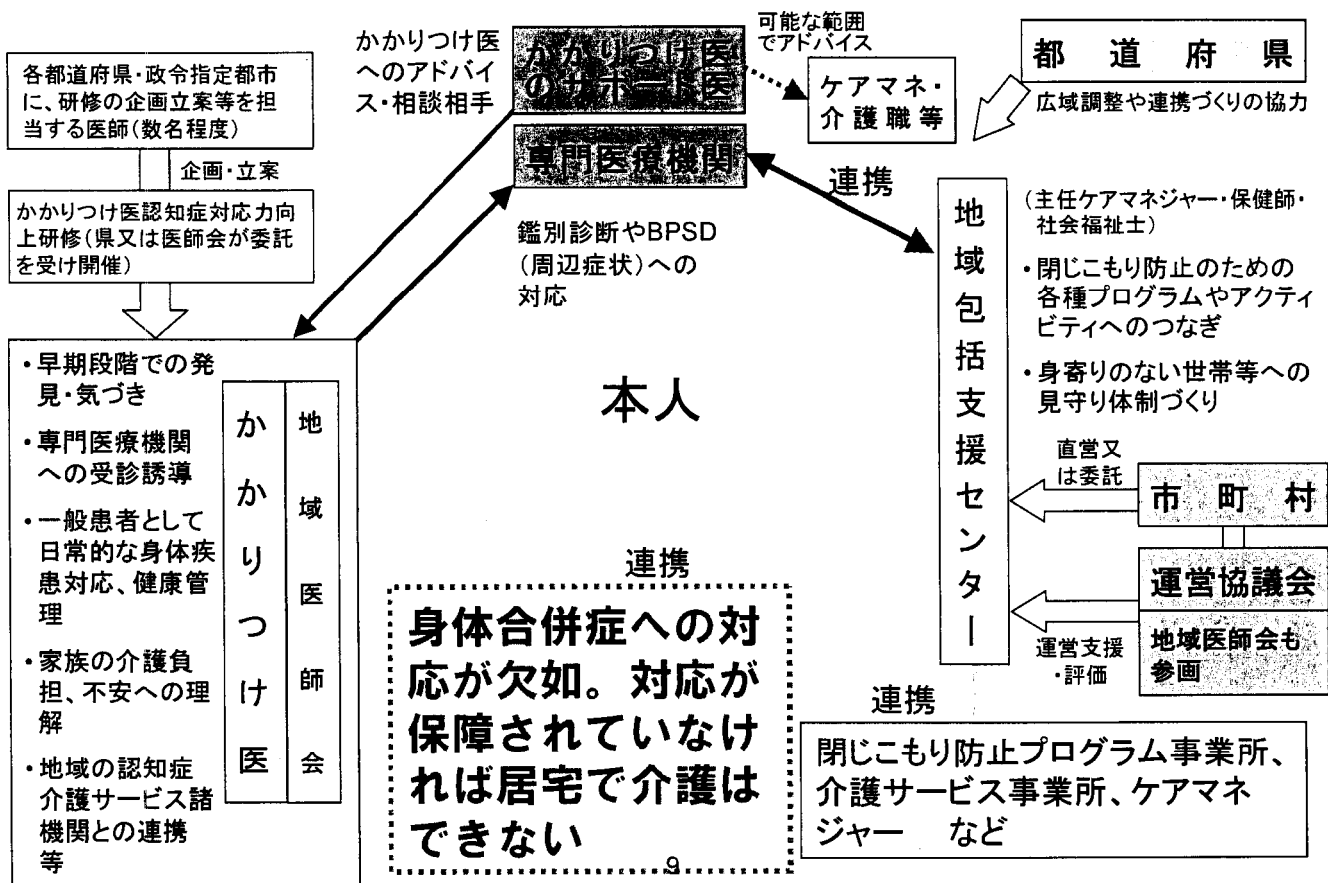 各都道府県・政令指定都市
に、研修の企画立案等を担
当する医師(数名程度)
企画・立案
かかりつけ医認知症対応力向
上研修(県又は医師会が委託
を受け開催)
かかりつけ医
へのアドバイ
ス・相談相手
かかりつけ医
のサポート医
専門医療機関
鑑別診断やBPSD
(周辺症状)への
対応
可能な範囲
でアドバイス
ケアマネ・
介護職等
都道府県
広域調整や連携づくりの協力
連携
地域包括支援センター
(主任ケアマネジャー・保健師・
社会福祉士)
・閉じこもり防止のための
各種プログラムやアクティ
ビティへのつなぎ
・身寄りのない世帯等への
見守り体制づくり
直営又
は委託
市町村
運営協議会
地域医師会も
参画
運営支援
・評価
・早期段階での発
見・気づき
・専門医療機関
への受診誘導
・一般患者として
日常的な身体疾
患対応、健康管
理
・家族の介護負
担、不安への理
解
・地域の認知症
介護サービス諸
機関との連携
等
かかりつけ医
地域医師会
本人
連携
身体合併症への対
応が欠如。対応が
保障されていなけ
れば居宅で介護は
できない
連携
閉じこもり防止プログラム事業所、
介護サービス事業所、ケアマネ
ジャー など
9